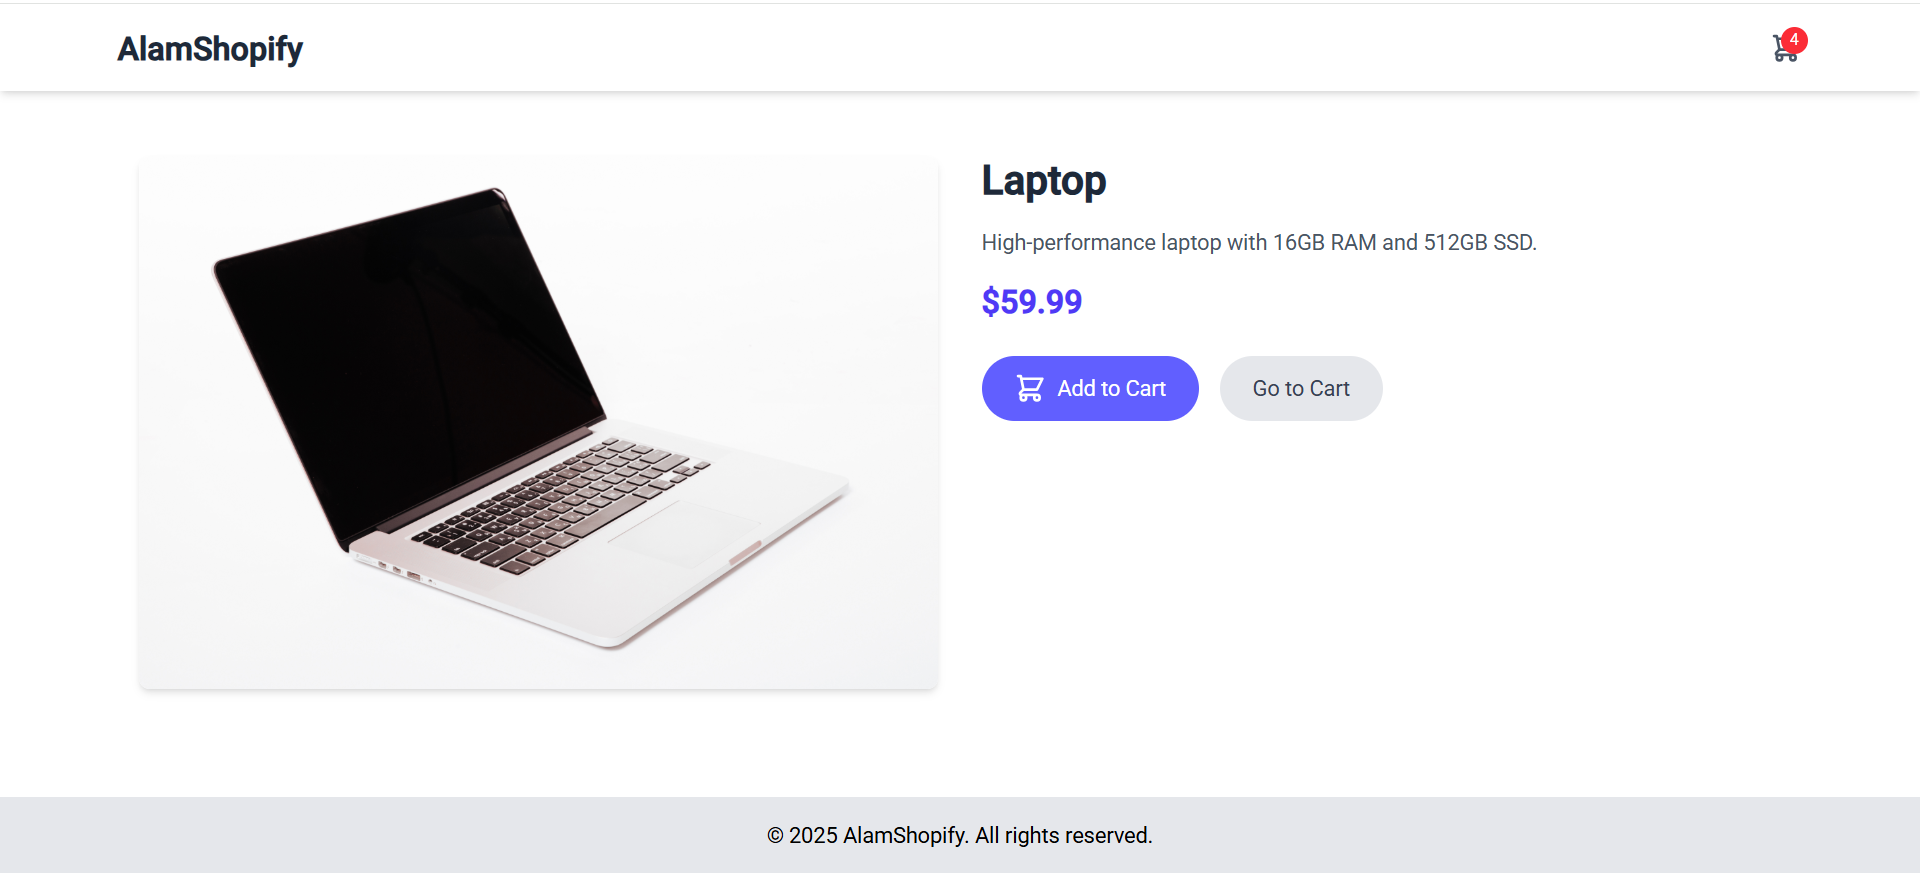 AlamShopify
4
Laptop
High-performance laptop with 16GB RAM and 512GB SSD.
$59.99
Add to Cart
Go to Cart
© 2025 AlamShopify. All rights reserved.